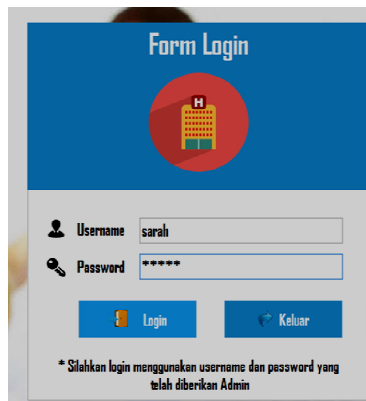 Form Login
H
Username sarah
Password *****
Login Keluar
* Silahkan login menggunakan username dan password yang
telah diberikan Admin